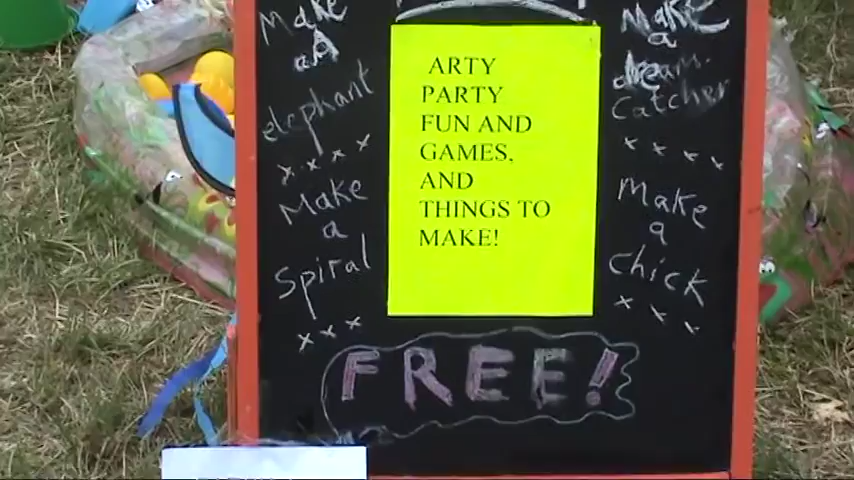 Make
a
elephant
x x x x
Make
a
Spiral
x x x
ARTY
PARTY
FUN AND
GAMES,
AND
THINGS TO
MAKE!
Make
a
dream.
Catcher
x x x x
Make
a
Chick
x x x
FREE!